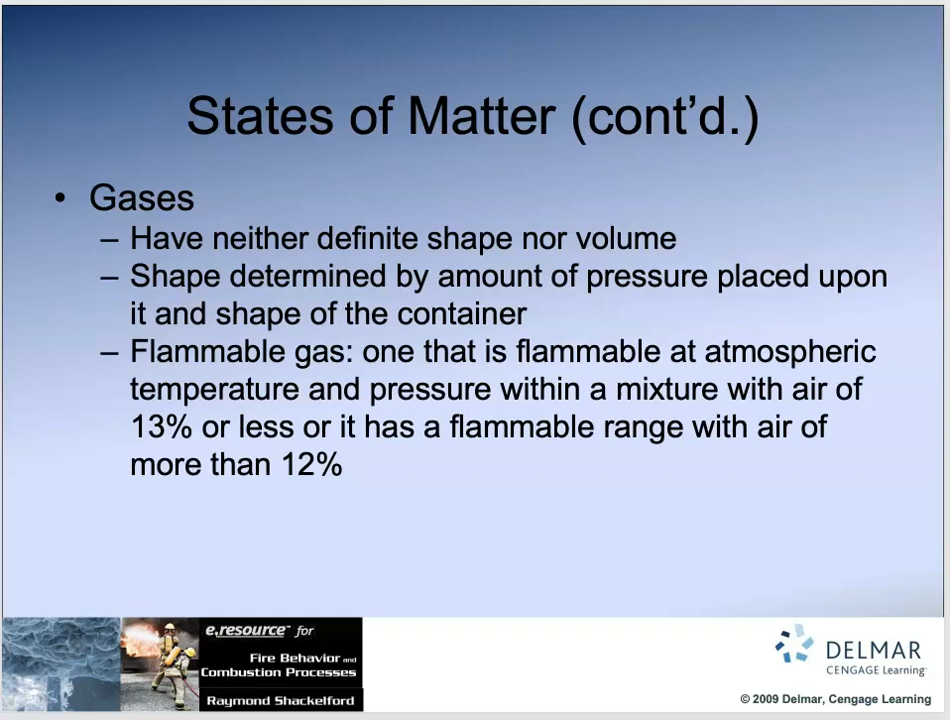 States of Matter (cont’d.)
• Gases
– Have neither definite shape nor volume
– Shape determined by amount of pressure placed upon
it and shape of the container
– Flammable gas: one that is flammable at atmospheric
temperature and pressure within a mixture with air of
13% or less or it has a flammable range with air of
more than 12%
e.resource™ for
Fire Behavior and
Combustion Processes
Raymond Shackelford
DELMAR
CENGAGE Learning™
© 2009 Delmar, Cengage Learning